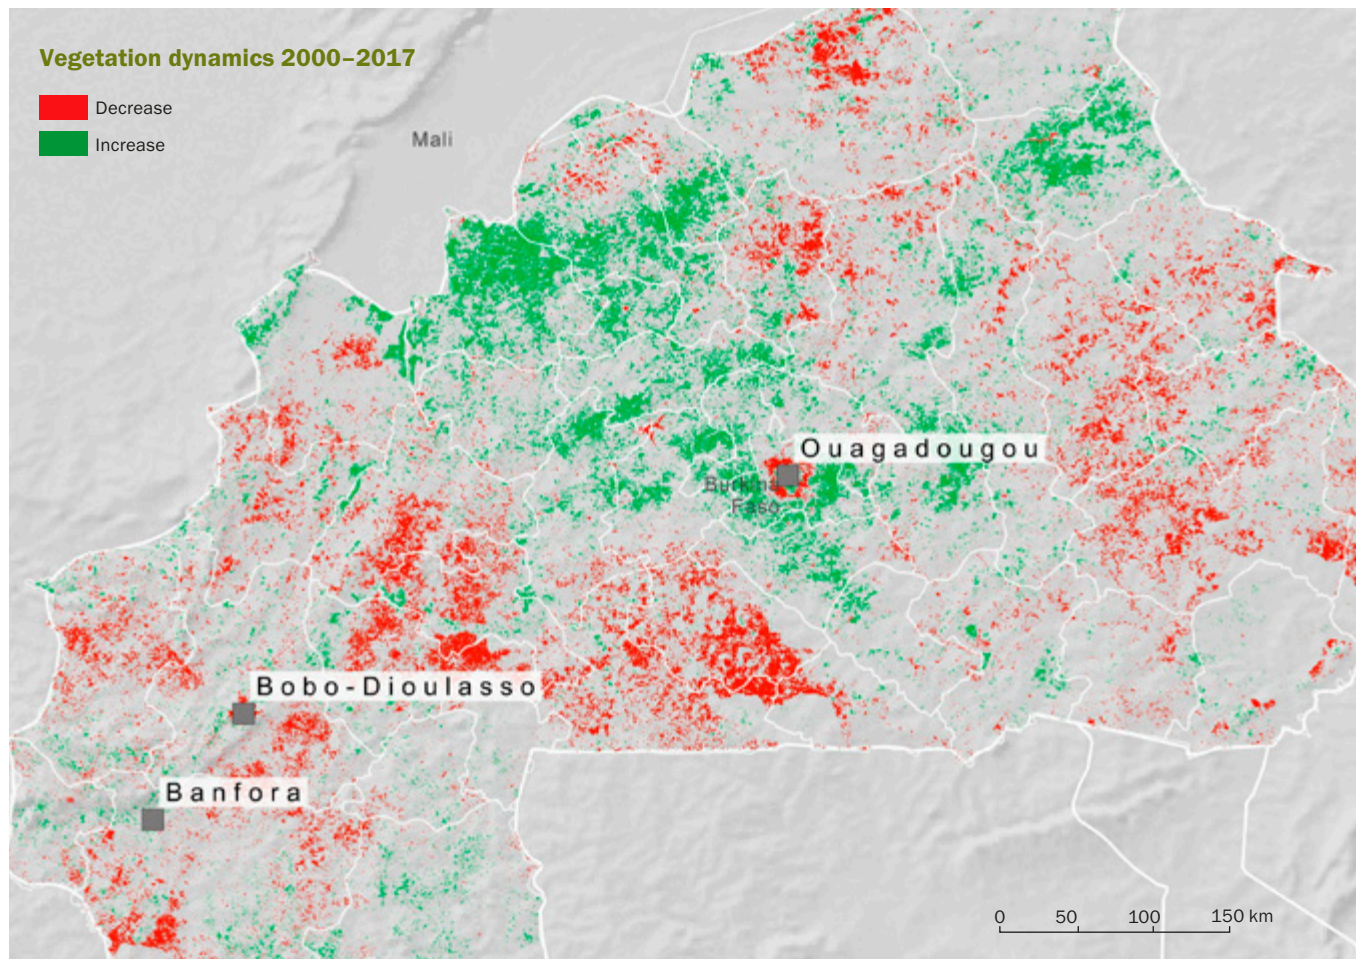 Vegetation dynamics 2000–2017
Decrease
Increase
Mali
Ouagadougou
Burkina
Faso
Bobo-Dioulasso
Banfora
0 50 100 150 km